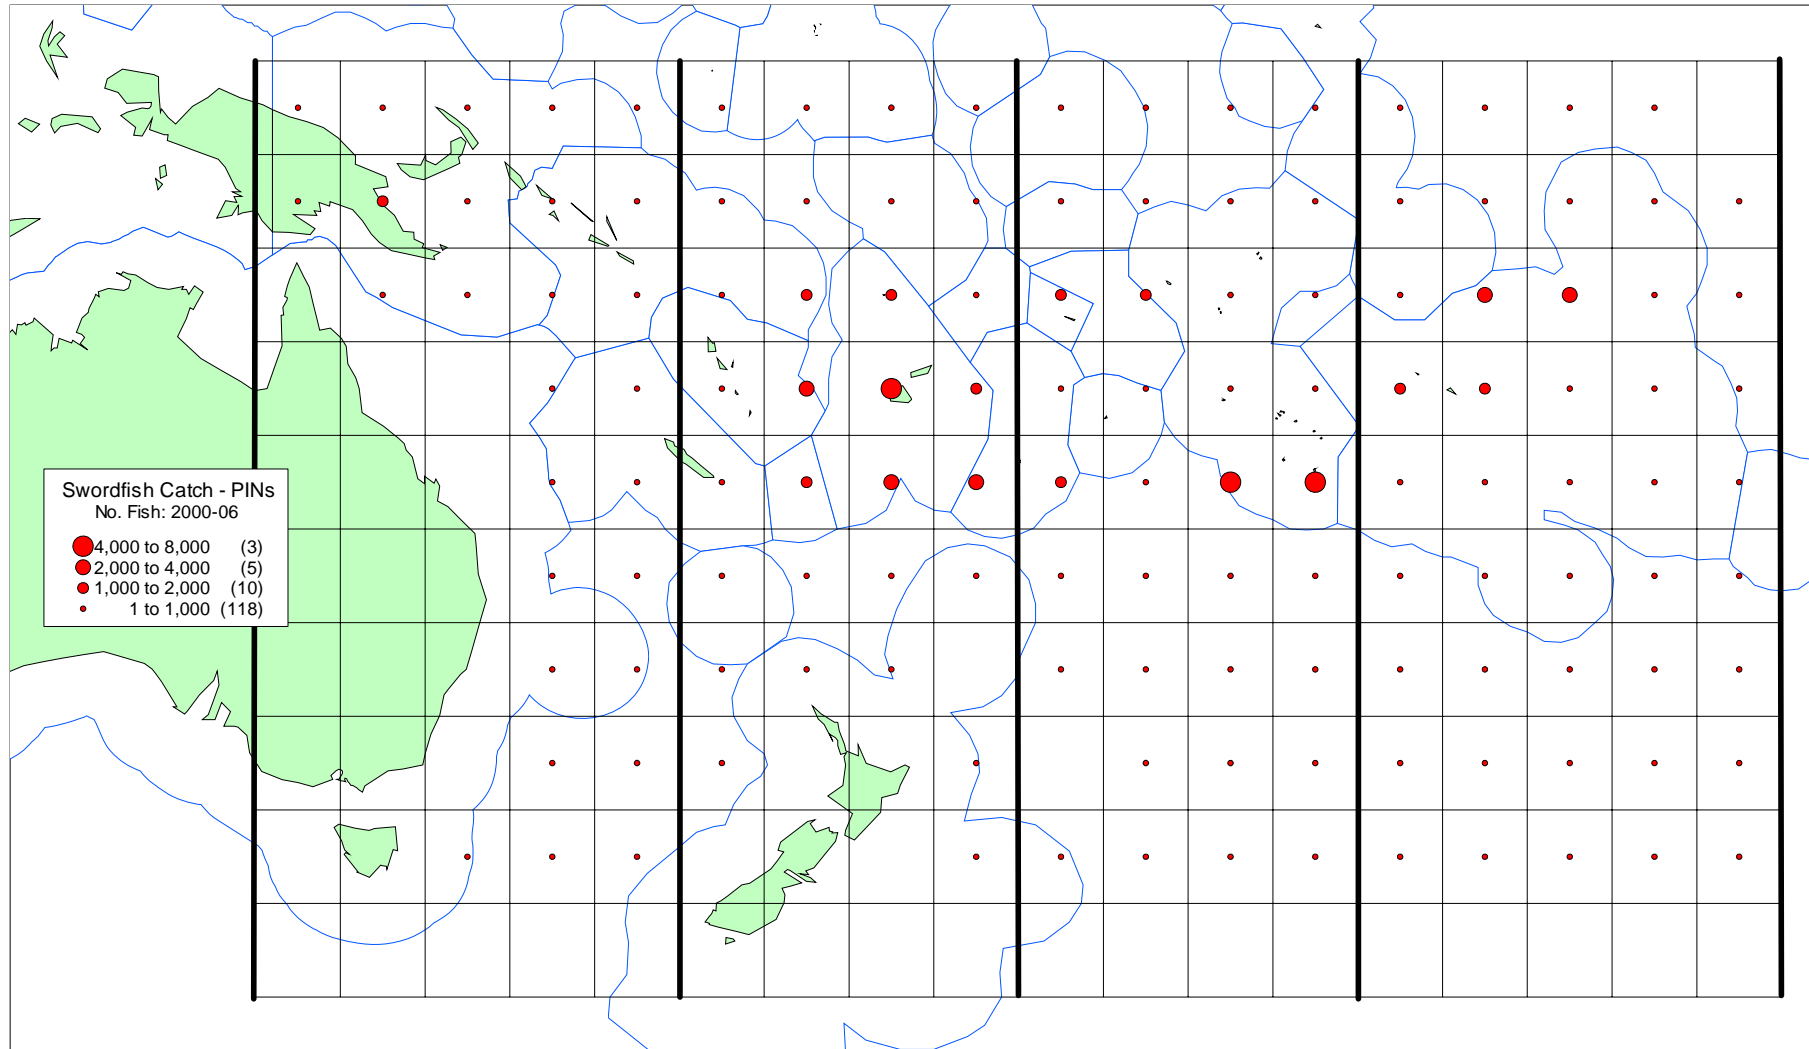 Swordfish Catch - PINs
No. Fish: 2000-06
4,000 to 8,000 (3)
2,000 to 4,000 (5)
1,000 to 2,000 (10)
1 to 1,000 (118)